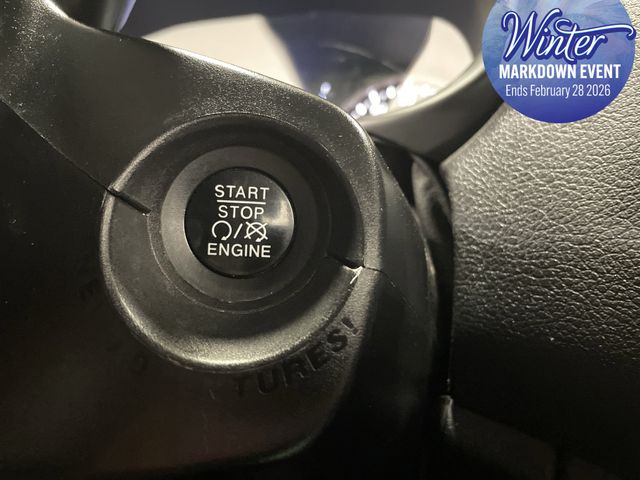 Winter
MARKDOWN EVENT
Ends February 28 2026
START
STOP
ENGINE
TURES!